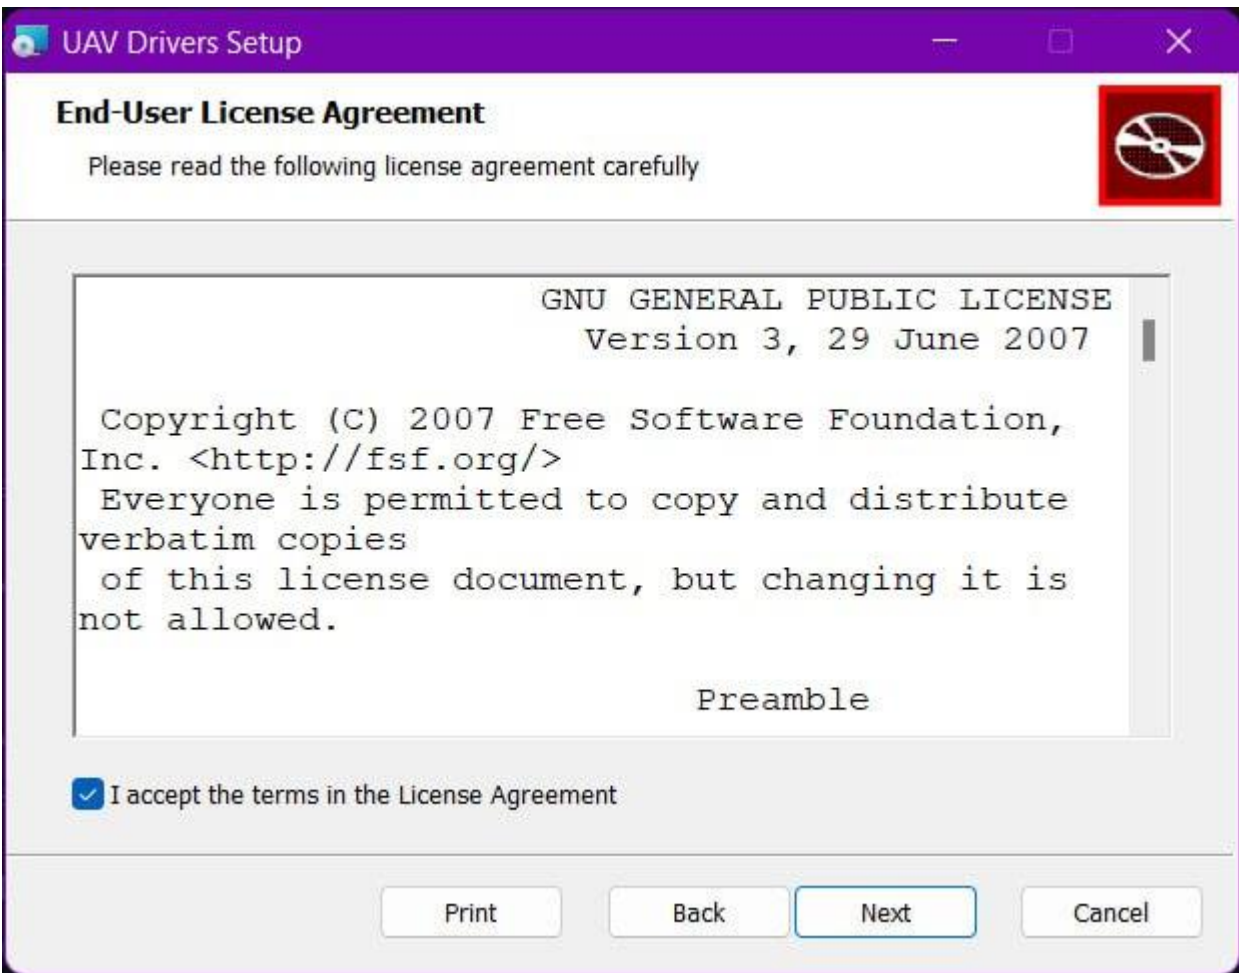 UAV Drivers Setup
End-User License Agreement
Please read the following license agreement carefully
GNU GENERAL PUBLIC LICENSE
Version 3, 29 June 2007
Copyright (C) 2007 Free Software Foundation,
Inc. <http://fsf.org/>
Everyone is permitted to copy and distribute
verbatim copies
of this license document, but changing it is
not allowed.
Preamble
I accept the terms in the License Agreement
Print
Back
Next
Cancel